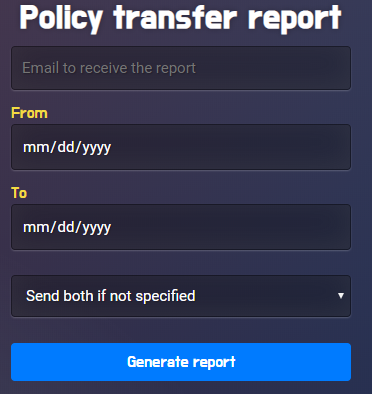 Policy transfer report
Email to receive the report
From
mm/dd/yyyy
To
mm/dd/yyyy
Send both if not specified
Generate report